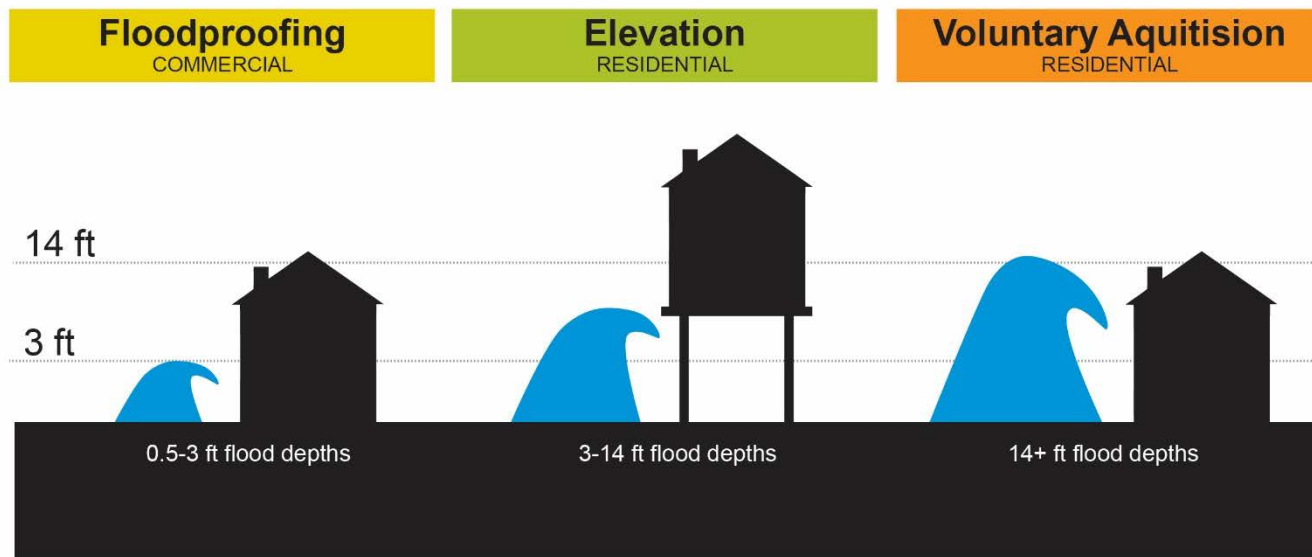 Floodproofing
COMMERCIAL
Elevation
RESIDENTIAL
Voluntary Aquitision
RESIDENTIAL
14 ft
3 ft
0.5-3 ft flood depths
3-14 ft flood depths
14+ ft flood depths